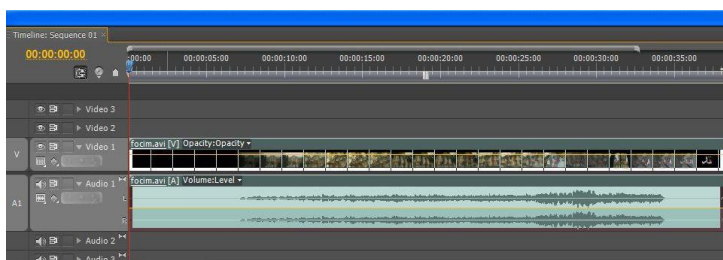 Timeline: Sequence 01 ×
00:00:00:00
:00:00 00:00:05:00 00:00:10:00 00:00:15:00 00:00:20:00 00:00:25:00 00:00:30:00 00:00:35:00
Video 3
Video 2
V Video 1 focim.avi [V] Opacity:Opacity
A1 Audio 1 focim.avi [A] Volume:Level
L
R
Audio 2
Audio 3